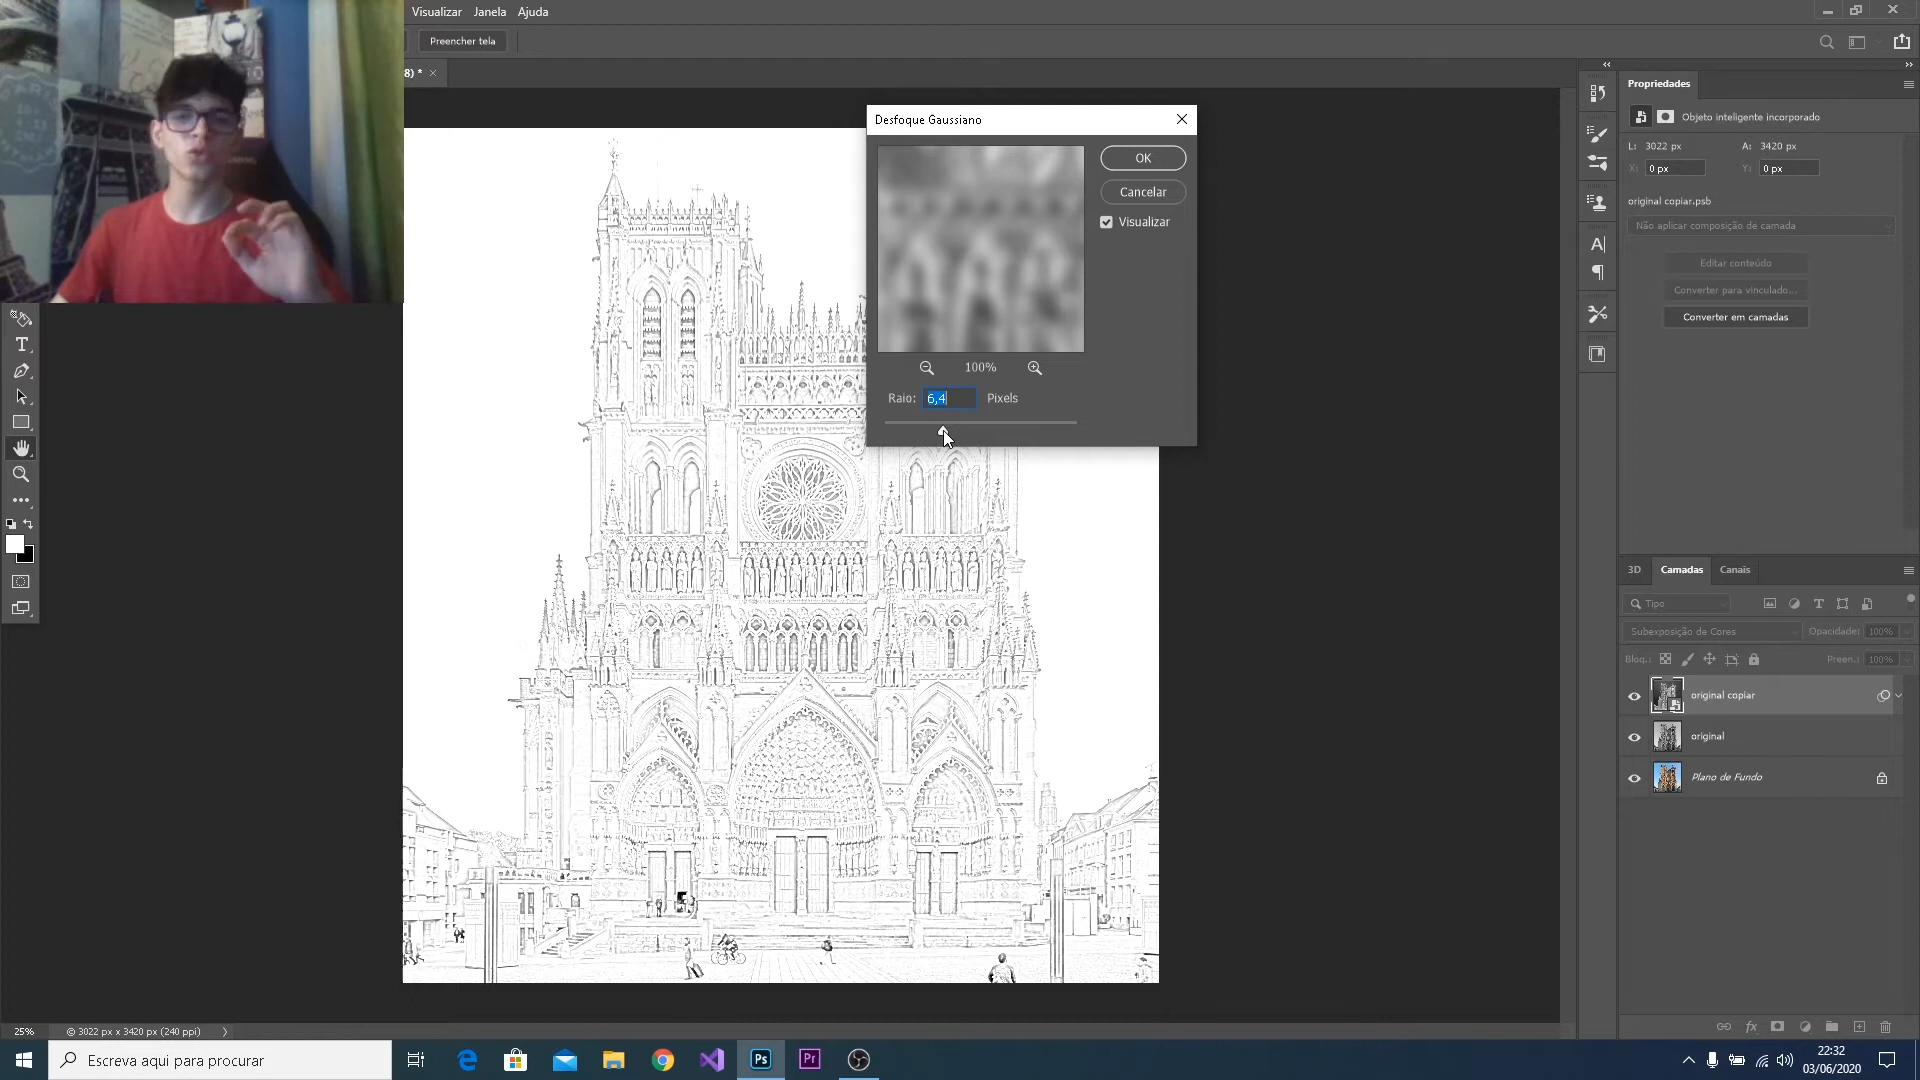 Visualizar Janela Ajuda
Preencher tela
8) * ×
Desfoque Gaussiano
OK
Cancelar
Visualizar
100%
Raio: 6,4 Pixels
Propriedades
Objeto inteligente incorporado
L: 3022 px A: 3420 px
X: 0 px Y: 0 px
original copiar.psb
Não aplicar composição de camada
Editar conteúdo
Converter para vinculado...
Converter em camadas
3D Camadas Canais
Tipo
Subexposição de Cores Opacidade: 100%
Bloq.: Preen.: 100%
original copiar
original
Plano de Fundo
25% 3022 px x 3420 px (240 ppi)
Escreva aqui para procurar
Ps
Pr
22:32
03/06/2020